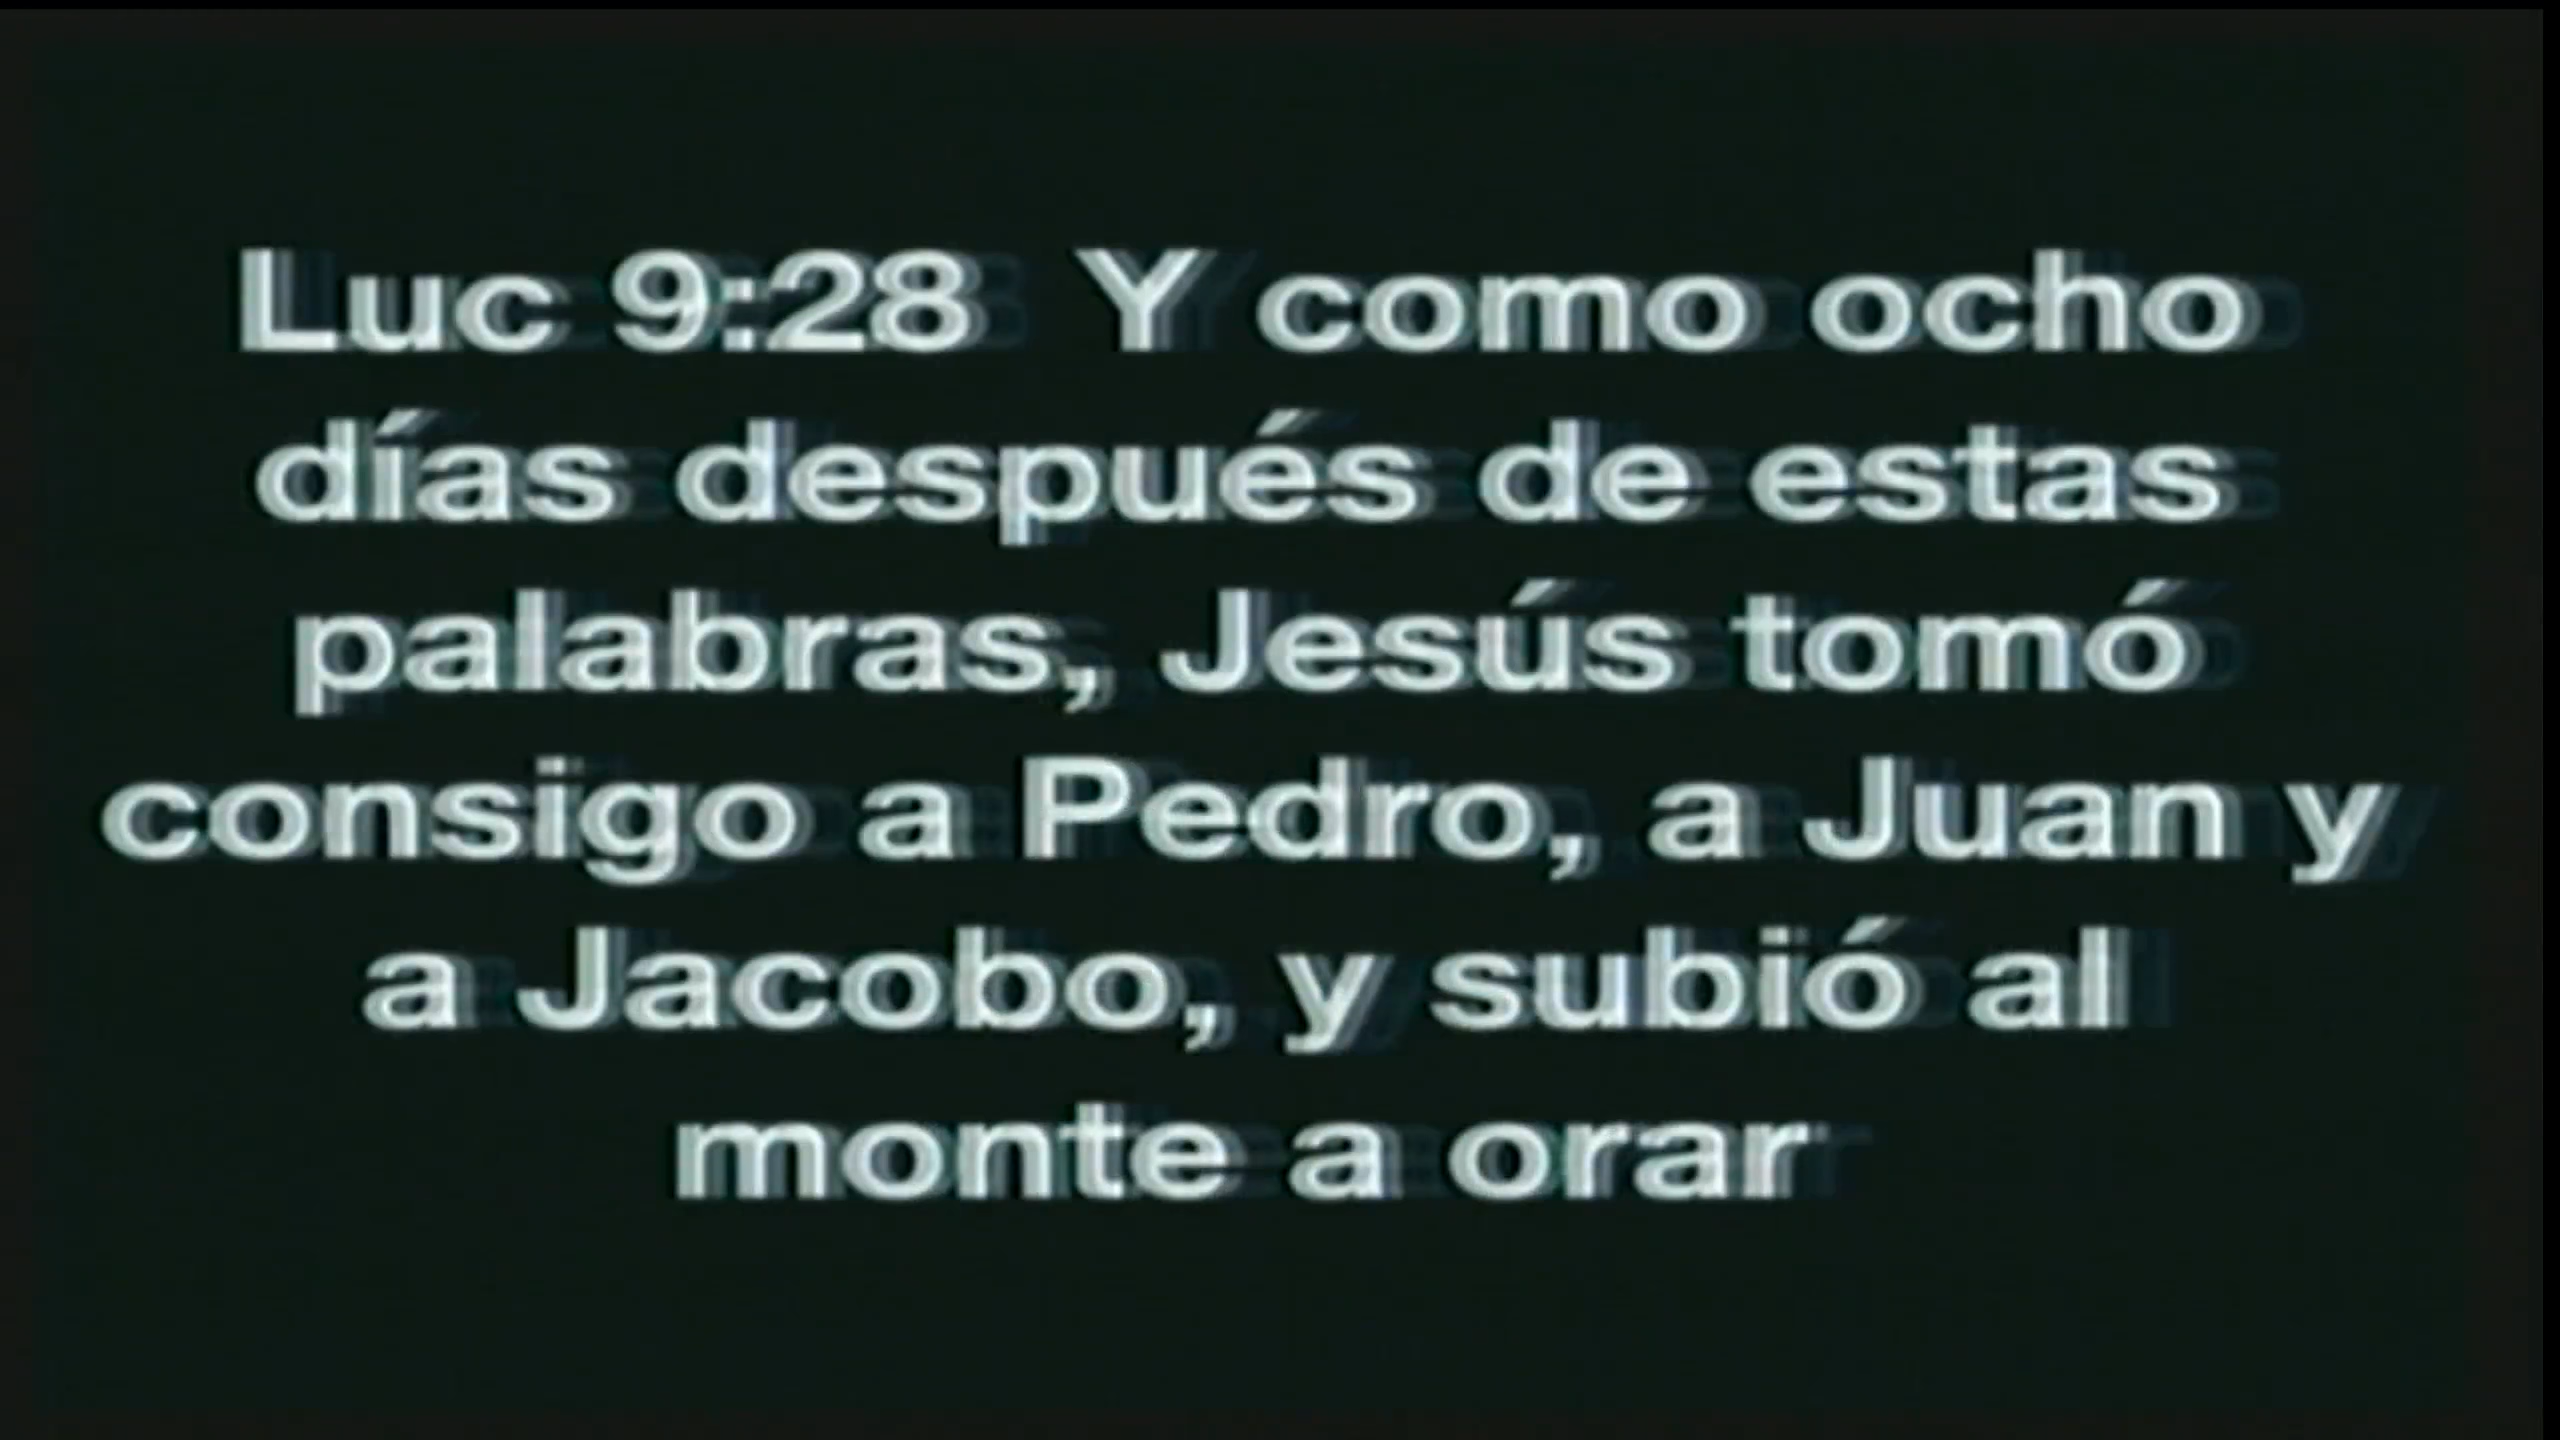 Luc 9:28  Y como ocho
días después de estas
palabras, Jesús tomó
consigo a Pedro, a Juan y
a Jacobo, y subió al
monte a orar